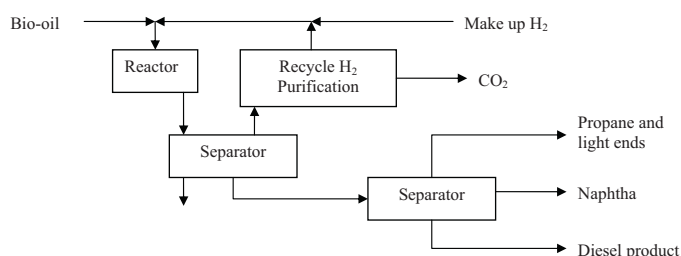 Bio-oil
Make up H₂
Reactor
Recycle H₂
Purification
CO₂
Separator
Propane and
light ends
Separator
Naphtha
Diesel product